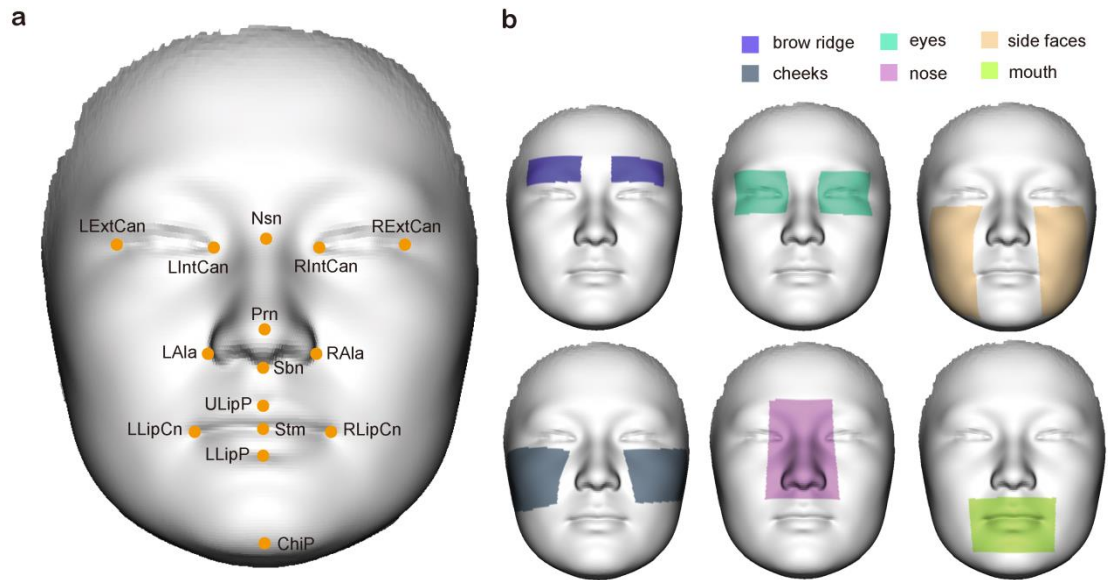 a
LExtCan
Nsn
RExtCan
LIntCan
RIntCan
Prn
LAla
RAla
Sbn
ULipP
LLipCn
Stm
RLipCn
LLipP
ChiP
b
brow ridge
eyes
side faces
cheeks
nose
mouth